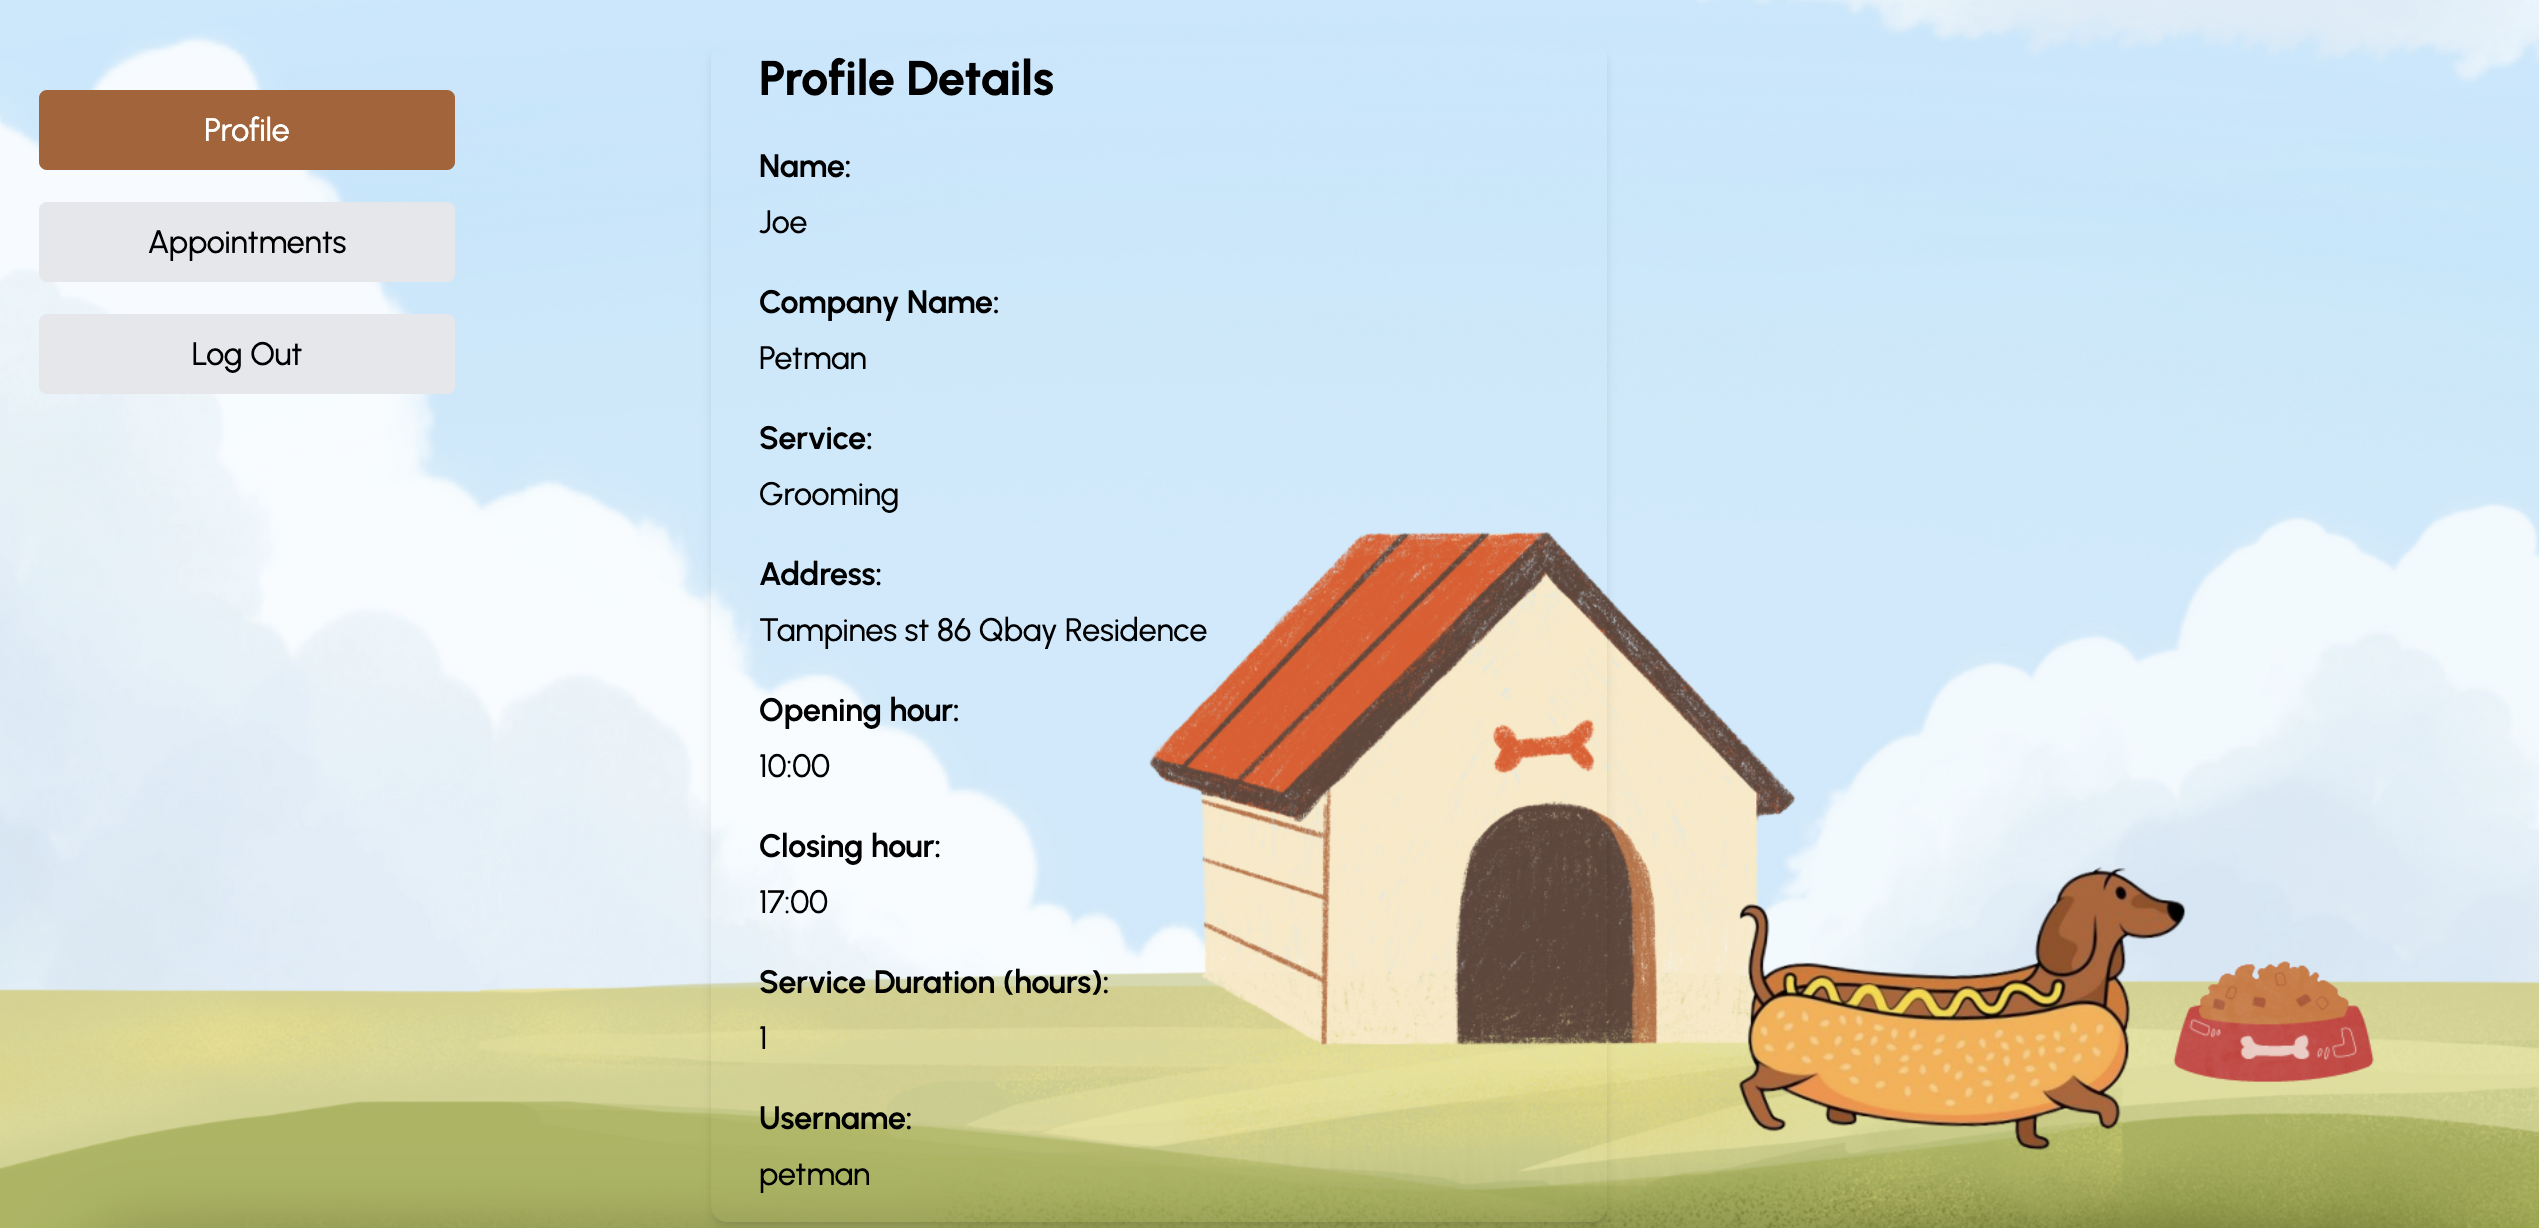 Profile
Appointments
Log Out
Profile Details
Name:
Joe
Company Name:
Petman
Service:
Grooming
Address:
Tampines st 86 Qbay Residence
Opening hour:
10:00
Closing hour:
17:00
Service Duration (hours):
1
Username:
petman